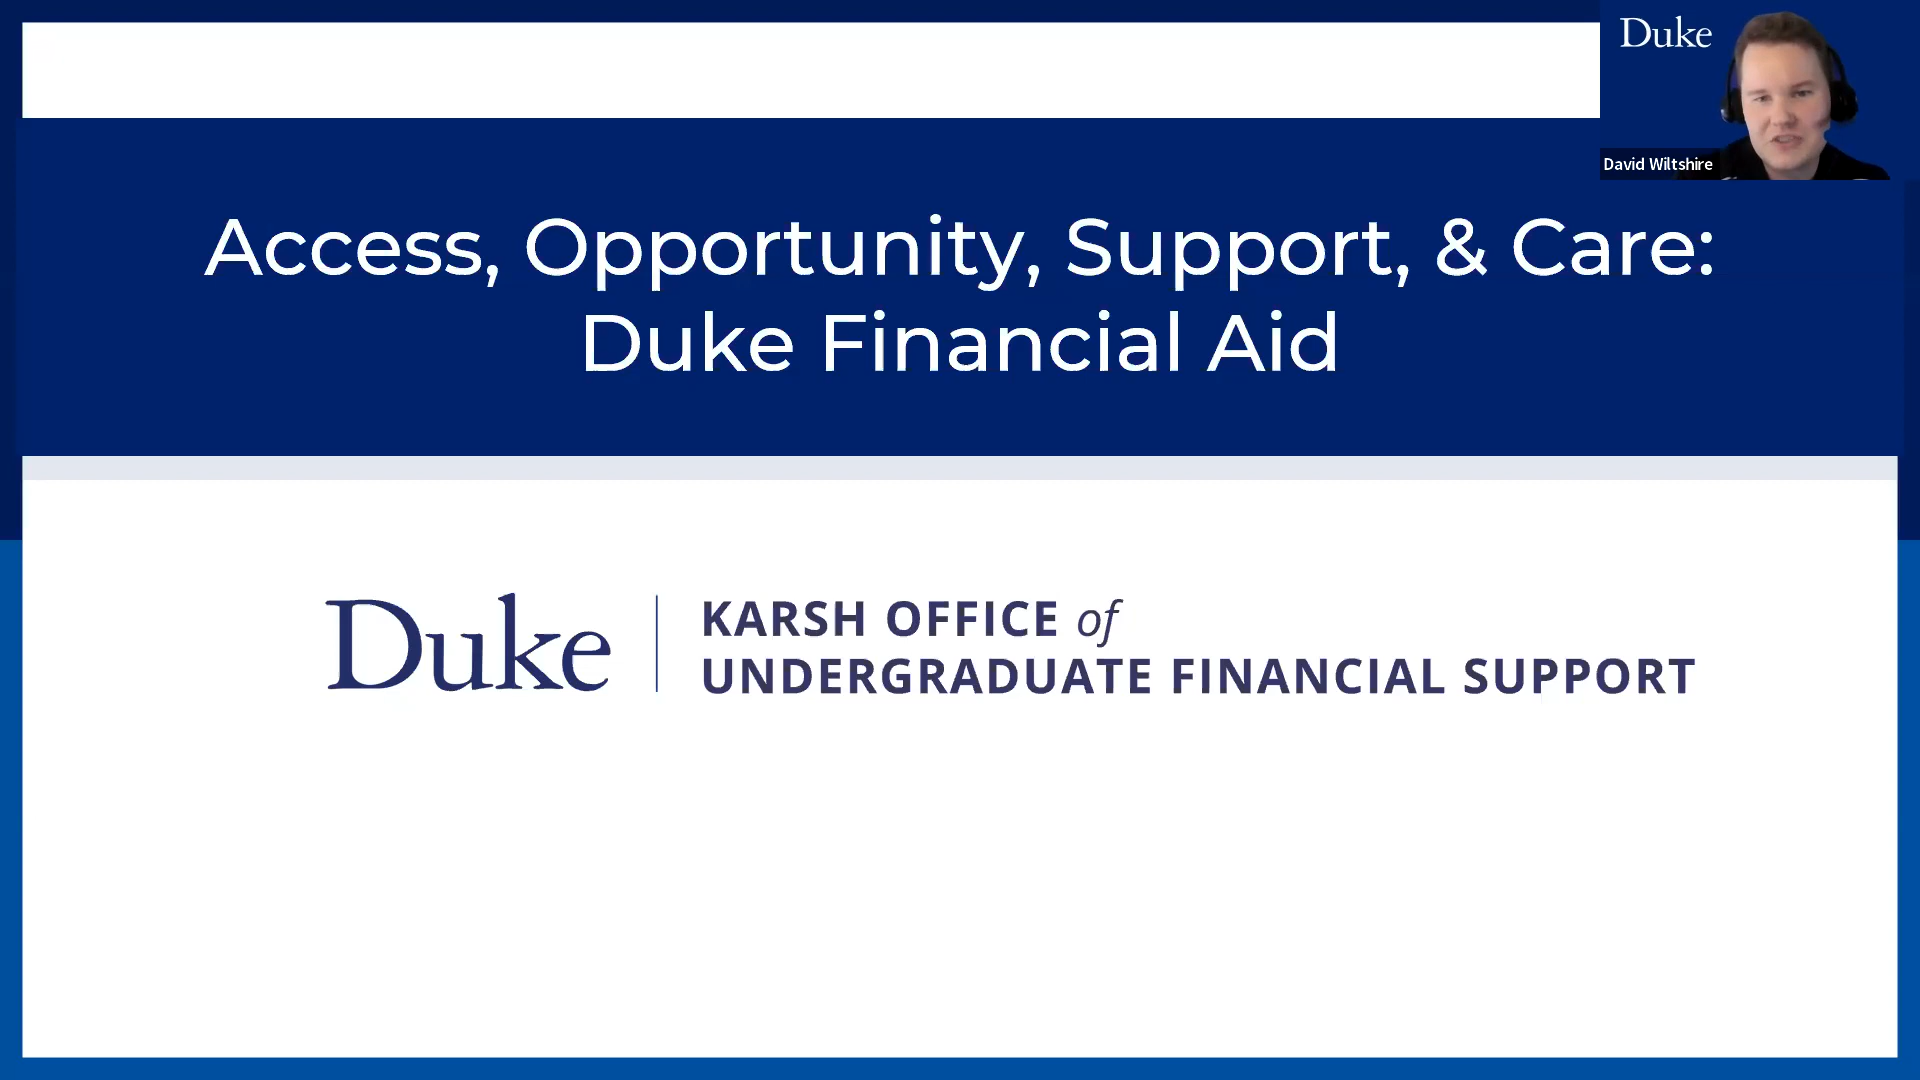 Duke
David Wiltshire
Access, Opportunity, Support, & Care:
Duke Financial Aid
Duke
KARSH OFFICE of
UNDERGRADUATE FINANCIAL SUPPORT